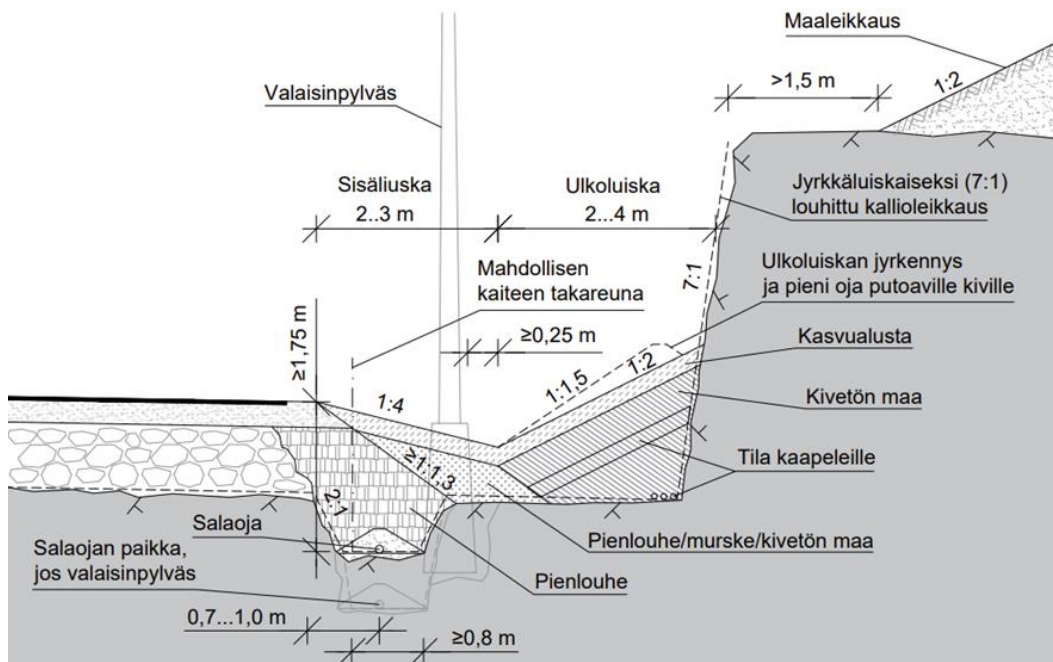 Maaleikkaus
>1,5 m
1:2
Valaisinpylväs
Sisäliuska
2..3 m
Ulkoluiska
2...4 m
Jyrkkäluiskaiseksi (7:1)
louhittu kallioleikkaus
Mahdollisen
kaiteen takareuna
Ulkoluiskan jyrkennys
ja pieni oja putoaville kiville
7:1
≥1,75 m
≥0,25 m
Kasvualusta
1:1,5
1:2
1:4
Kivetön maa
≥1:1,3
Tila kaapeleille
2:1
Salaoja
Pienlouhe/murske/kivetön maa
Salaojan paikka,
jos valaisinpylväs
Pienlouhe
0,7...1,0 m
≥0,8 m